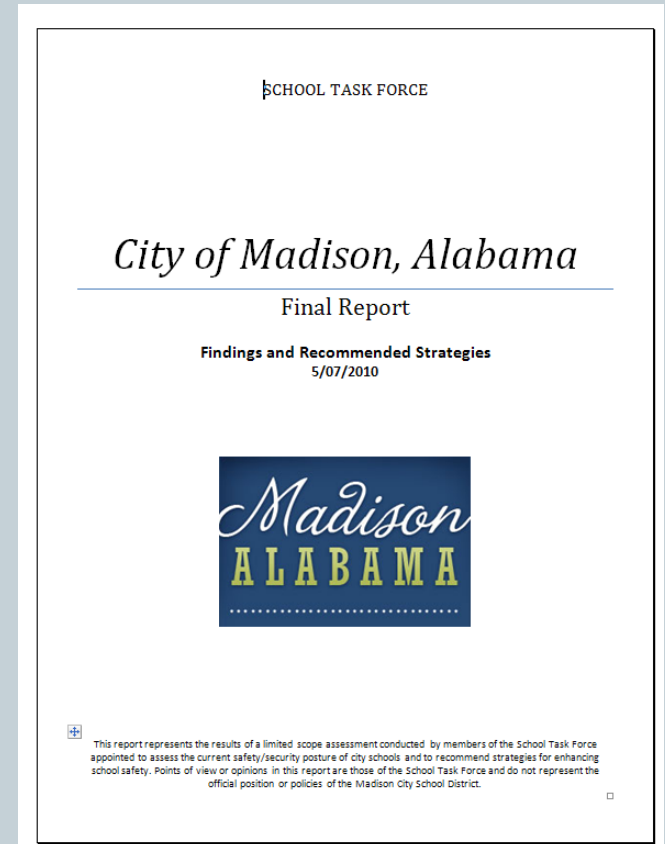 SCHOOL TASK FORCE
City of Madison, Alabama
Final Report
Findings and Recommended Strategies
5/07/2010
Madison
ALABAMA
This report represents the results of a limited scope assessment conducted by members of the School Task Force
appointed to assess the current safety/security posture of city schools and to recommend strategies for enhancing
school safety. Points of view or opinions in this report are those of the School Task Force and do not represent the
official position or policies of the Madison City School District.